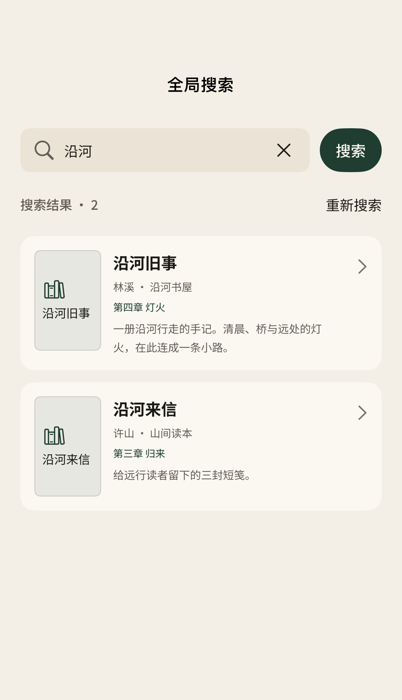 全局搜索
沿河
搜索
搜索结果 · 2
重新搜索
沿河旧事
沿河旧事
林溪 · 沿河书屋
第四章 灯火
一册沿河行走的手记。清晨、桥与远处的灯
火，在此连成一条小路。
沿河来信
沿河来信
许山 · 山间读本
第三章 归来
给远行读者留下的三封短笺。